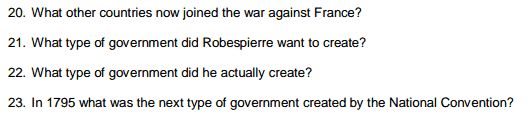 20. What other countries now joined the war against France?
21. What type of government did Robespierre want to create?
22. What type of government did he actually create?
23. In 1795 what was the next type of government created by the National Convention?